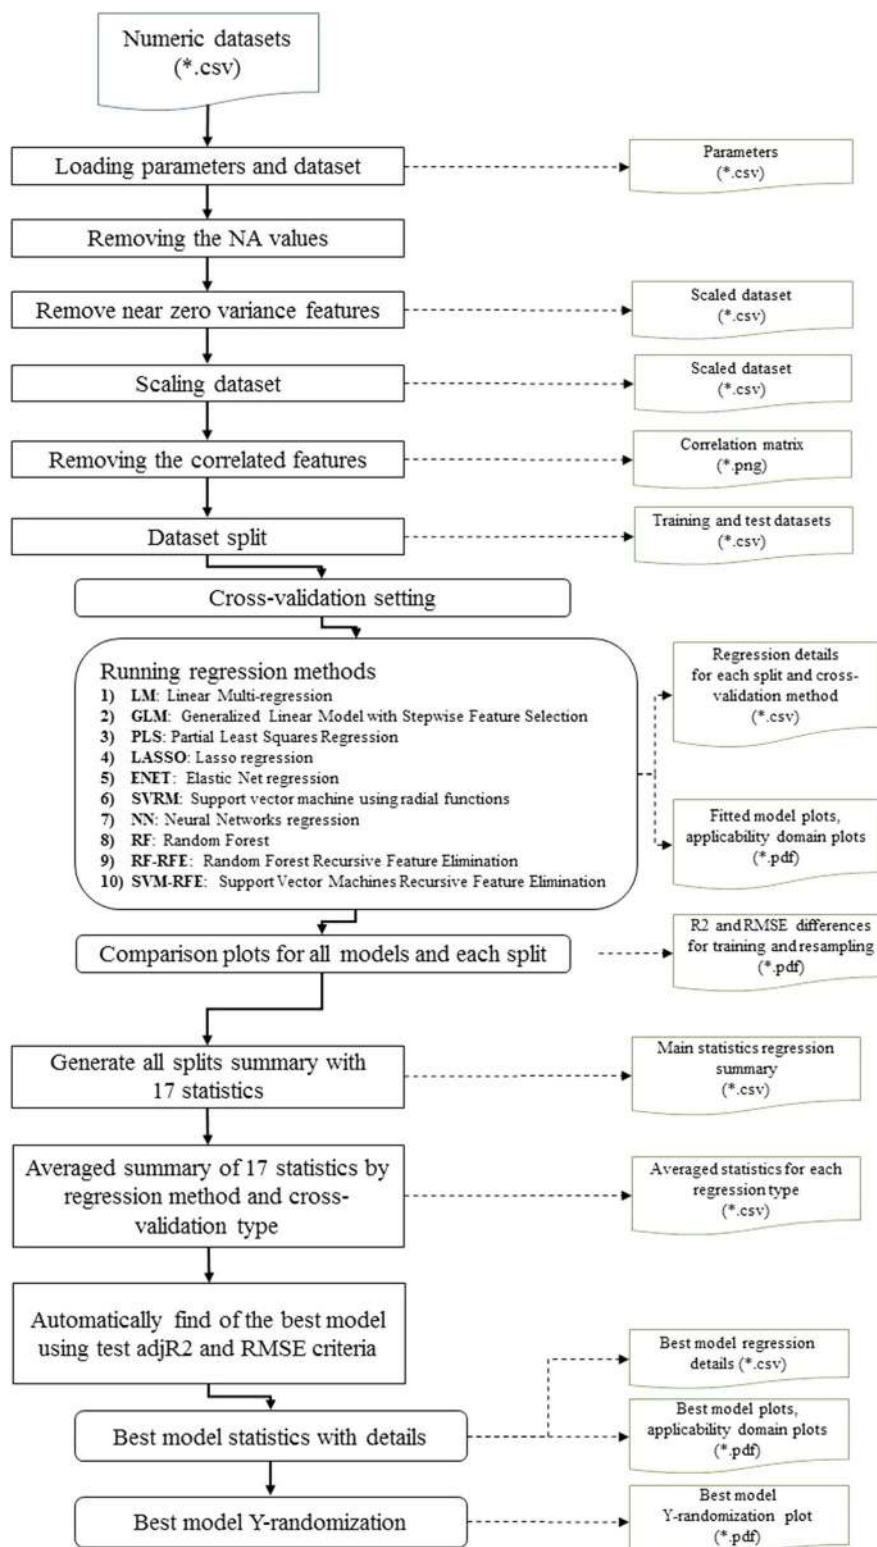 Numeric datasets
(*.csv)
Loading parameters and dataset
Parameters
(*.csv)
Removing the NA values
Remove near zero variance features
Scaled dataset
(*.csv)
Scaling dataset
Scaled dataset
(*.csv)
Removing the correlated features
Correlation matrix
(*.png)
Dataset split
Training and test datasets
(*.csv)
Cross-validation setting
Running regression methods
1) LM: Linear Multi-regression
2) GLM: Generalized Linear Model with Stepwise Feature Selection
3) PLS: Partial Least Squares Regression
4) LASSO: Lasso regression
5) ENET: Elastic Net regression
6) SVRM: Support vector machine using radial functions
7) NN: Neural Networks regression
8) RF: Random Forest
9) RF-RFE: Random Forest Recursive Feature Elimination
10) SVM-RFE: Support Vector Machines Recursive Feature Elimination
Regression details
for each split and cross-
validation method
(*.csv)
Fitted model plots,
applicability domain plots
(*.pdf)
Comparison plots for all models and each split
R2 and RMSE differences
for training and resampling
(*.pdf)
Generate all splits summary with
17 statistics
Main statistics regression
summary
(*.csv)
Averaged summary of 17 statistics by
regression method and cross-
validation type
Averaged statistics for each
regression type
(*.csv)
Automatically find of the best model
using test adjR2 and RMSE criteria
Best model regression
details (*.csv)
Best model statistics with details
Best model plots,
applicability domain plots
(*.pdf)
Best model Y-randomization
Best model
Y-randomization plot
(*.pdf)